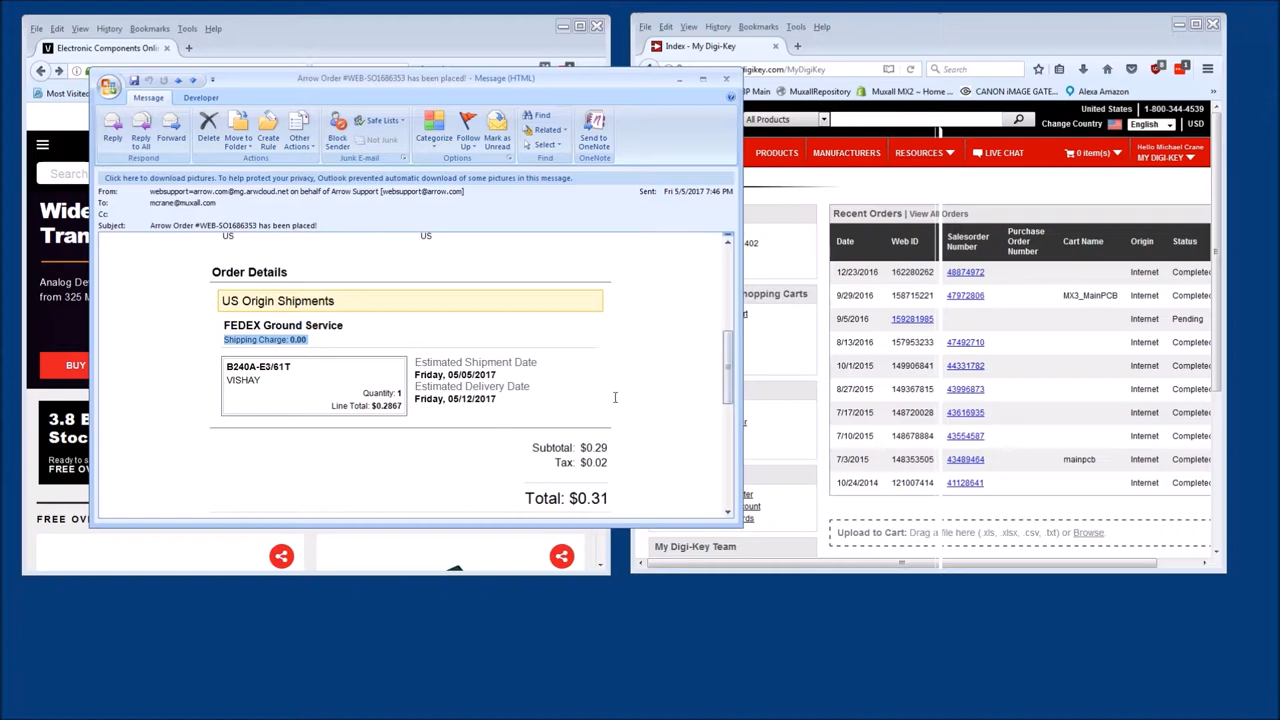 File Edit View History Bookmarks Tools Help
Electronic Components Onli
Most Visited
Sear
Wide
Tran
Analog De
from 325 M
BUY
3.8 B
Stoc
Ready to s
FREE OV
FREE OV
Arrow Order #WEB-SO1686353 has been placed! - Message (HTML)
Message Developer
Reply
Reply to All
Forward
Respond
Delete
Move to Folder
Create Rule
Other Actions
Actions
Block Sender
Safe Lists
Not Junk
Junk E-mail
Categorize
Follow Up
Mark as Unread
Options
Find
Related
Select
Find
Send to OneNote
OneNote
Click here to download pictures. To help protect your privacy, Outlook prevented automatic download of some pictures in this message.
From: websupport=arrow.com@mg.arwcloud.net on behalf of Arrow Support [websupport@arrow.com] Sent: Fri 5/5/2017 7:46 PM
To: mcrane@muxall.com
Cc:
Subject: Arrow Order #WEB-SO1686353 has been placed!
US US
Order Details
US Origin Shipments
FEDEX Ground Service
Shipping Charge: 0.00
B240A-E3/61T
VISHAY
Quantity: 1
Line Total: $0.2867
Estimated Shipment Date
Friday, 05/05/2017
Estimated Delivery Date
Friday, 05/12/2017
Subtotal: $0.29
Tax: $0.02
Total: $0.31
File Edit View History Bookmarks Tools Help
Index - My Digi-Key
digikey.com/MyDigiKey
Search
BP Main MuxallRepository Muxall MX2 ~ Home ... CANON iMAGE GATE... Alexa Amazon
United States 1-800-344-4539
All Products
Change Country English USD
PRODUCTS MANUFACTURERS RESOURCES LIVE CHAT 0 item(s)
Hello Michael Crane
MY DIGI-KEY
402
hopping Carts
rt
ter
count
rds
My Digi-Key Team
Recent Orders | View All Orders
Date Web ID Salesorder Number Purchase Order Number Cart Name Origin Status
12/23/2016 162280262 48874972 Internet Completed
9/29/2016 158715221 47972806 MX3_MainPCB Internet Completed
9/5/2016 159281985 Internet Pending
8/13/2016 157953233 47492710 Internet Completed
10/1/2015 149906841 44331782 Internet Completed
8/27/2015 149367815 43996873 Internet Completed
7/17/2015 148720028 43616935 Internet Completed
7/10/2015 148678884 43554587 Internet Completed
7/3/2015 148353505 43489464 mainpcb Internet Completed
10/24/2014 121007414 41128641 Internet Completed
Upload to Cart: Drag a file here (.xls, .xlsx, .csv, .txt) or Browse.